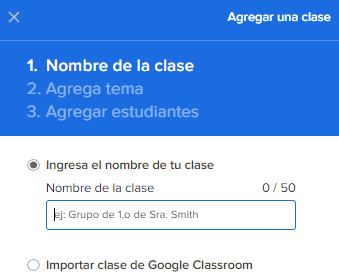 Agregar una clase
1. Nombre de la clase
2. Agrega tema
3. Agregar estudiantes
Ingresa el nombre de tu clase
Nombre de la clase 0 / 50
ej: Grupo de 1.o de Sra. Smith
Importar clase de Google Classroom